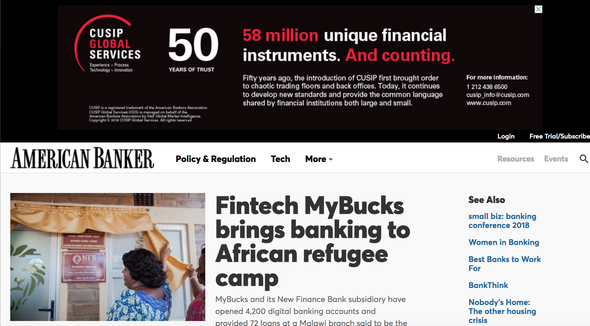 CUSIP
GLOBAL
SERVICES
Experience • Process
Technology • Innovation
50
YEARS OF TRUST
58 million unique financial
instruments. And counting.
Fifty years ago, the introduction of CUSIP first brought order
to chaotic trading floors and back offices. Today, it continues
to develop new standards and provide the common language
shared by financial institutions both large and small.
For more information:
1 212 438 6500
cusip_info@cusip.com
www.cusip.com
CUSIP is a registered trademark of the American Bankers Association.
CUSIP Global Services (CGS) is managed on behalf of the
American Bankers Association by S&P Global Market Intelligence.
Copyright © 2018 CUSIP Global Services. All rights reserved.
Login
Free Trial/Subscribe
AMERICAN BANKER
Policy & Regulation
Tech
More
Resources
Events
NFB
Fintech MyBucks
brings banking to
African refugee
camp
MyBucks and its New Finance Bank subsidiary have
opened 4,200 digital banking accounts and
provided 72 loans at a Malawi branch said to be the
See Also
small biz: banking
conference 2018
Women in Banking
Best Banks to Work
For
BankThink
Nobody's Home:
The other housing
crisis